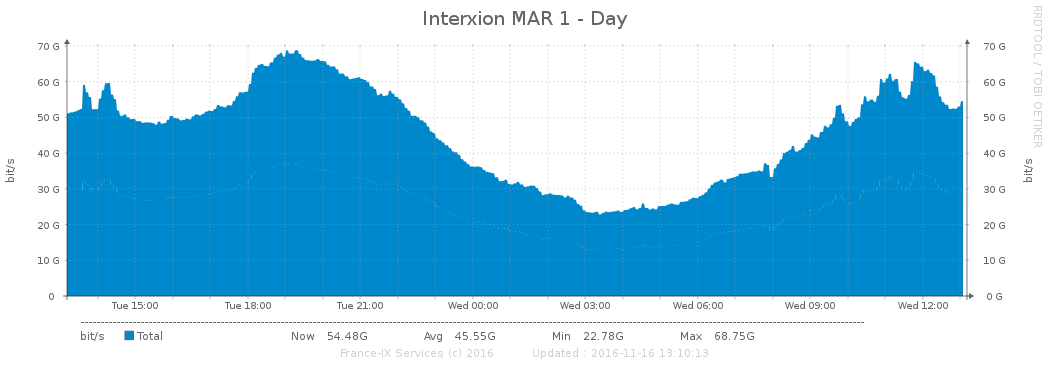 Interxion MAR 1 - Day
RRDTOOL / TOBI OETIKER
70 G 70 G
60 G 60 G
50 G 50 G
40 G 40 G
30 G 30 G
20 G 20 G
10 G 10 G
0 0 G
bit/s bit/s
Tue 15:00 Tue 18:00 Tue 21:00 Wed 00:00 Wed 03:00 Wed 06:00 Wed 09:00 Wed 12:00
bit/s Total Now 54.48G Avg 45.55G Min 22.78G Max 68.75G
France-IX Services (c) 2016 Updated : 2016-11-16 13:10:13